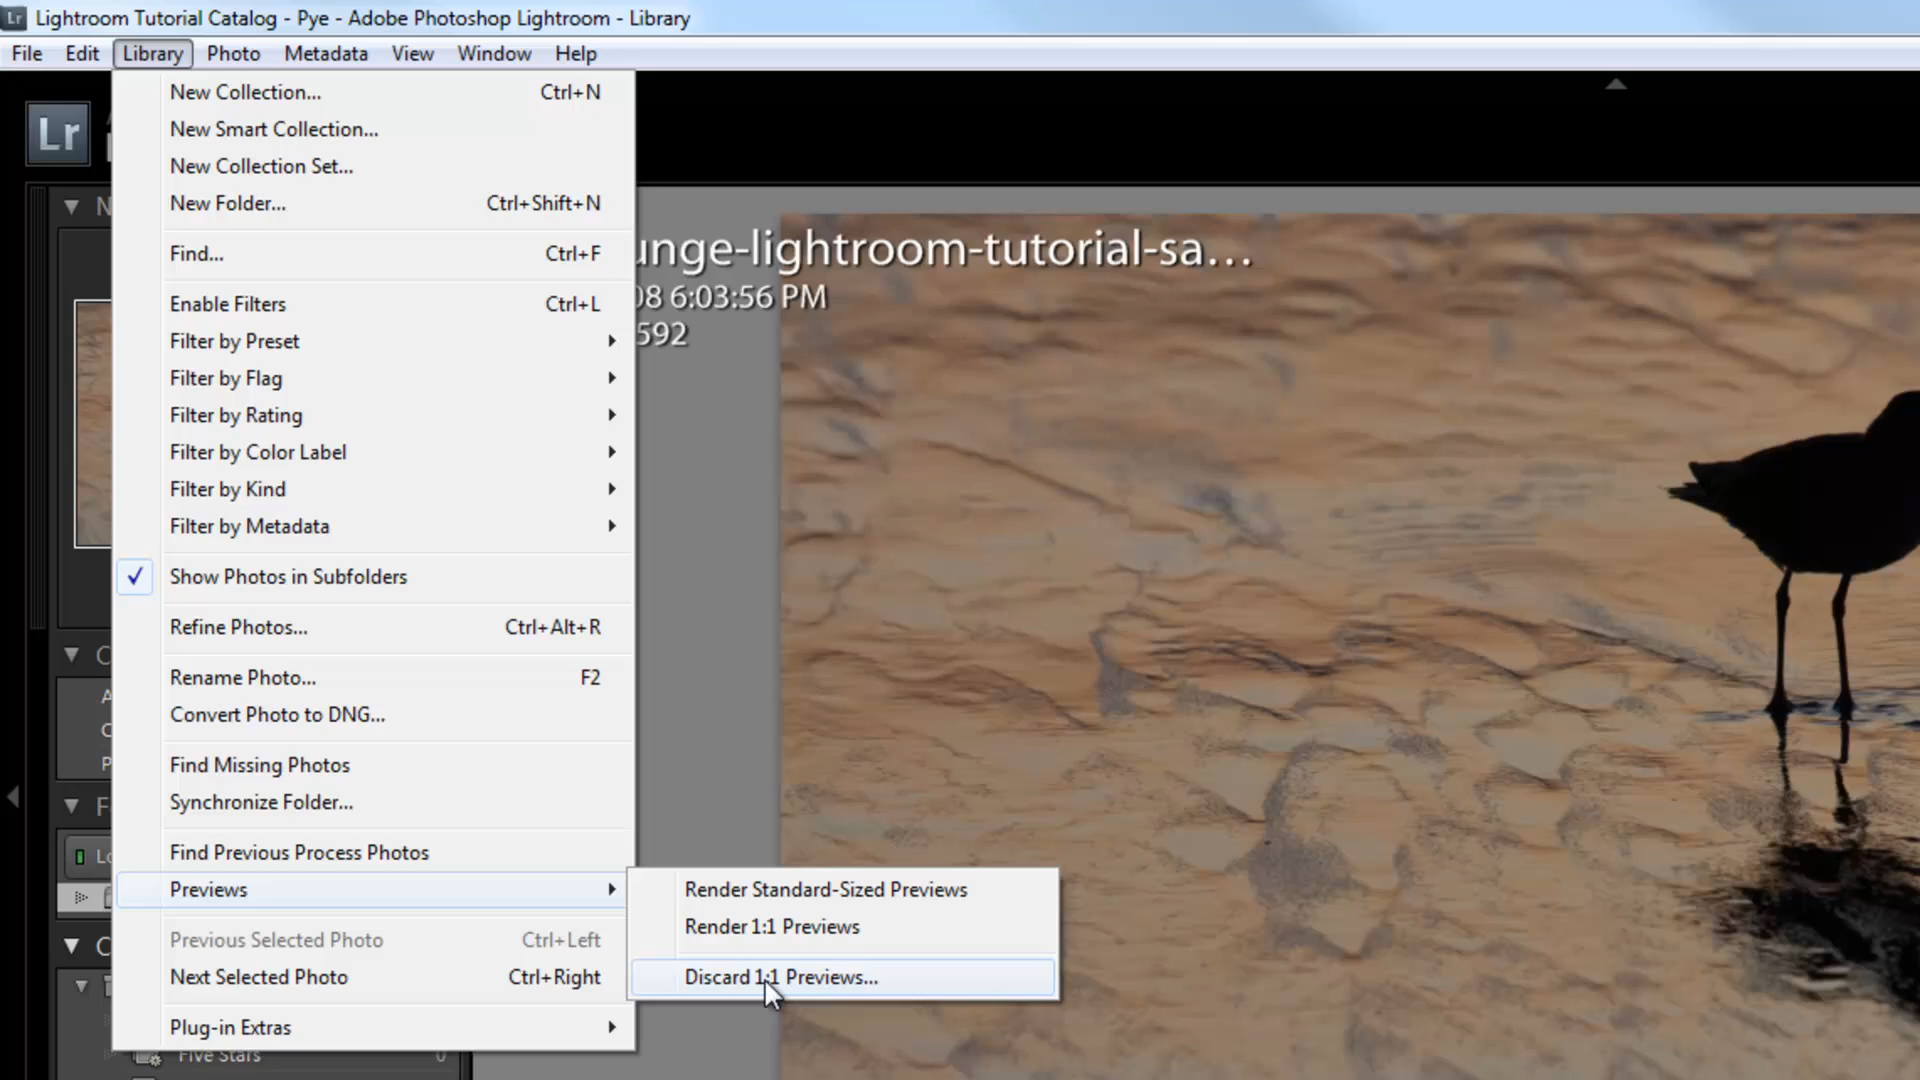 Lr Lightroom Tutorial Catalog - Pye - Adobe Photoshop Lightroom - Library
File Edit Library Photo Metadata View Window Help
Lr
New Collection... Ctrl+N
New Smart Collection...
New Collection Set...
New Folder... Ctrl+Shift+N
Find... Ctrl+F
Enable Filters Ctrl+L
Filter by Preset
Filter by Flag
Filter by Rating
Filter by Color Label
Filter by Kind
Filter by Metadata
Show Photos in Subfolders
Refine Photos... Ctrl+Alt+R
Rename Photo... F2
Convert Photo to DNG...
Find Missing Photos
Synchronize Folder...
Find Previous Process Photos
Previews
Previous Selected Photo Ctrl+Left
Next Selected Photo Ctrl+Right
Plug-in Extras
Five Stars 0
unge-lightroom-tutorial-sa...
08 6:03:56 PM
592
Render Standard-Sized Previews
Render 1:1 Previews
Discard 1:1 Previews...